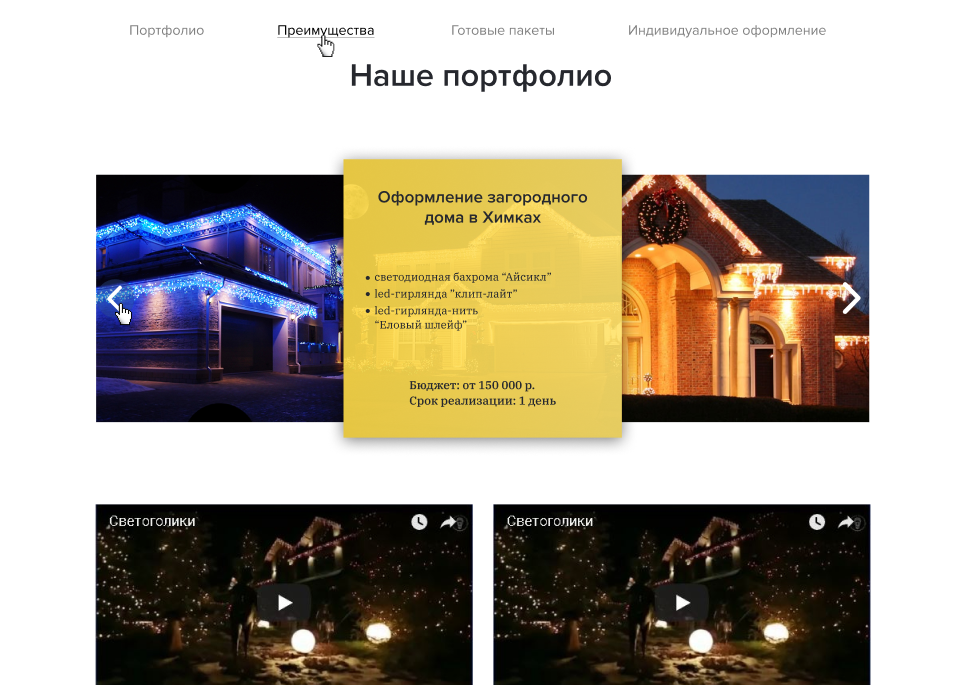 Портфолио
Преимущества
Готовые пакеты
Индивидуальное оформление
Наше портфолио
Оформление загородного
дома в Химках
• светодиодная бахрома “Айсикл”
• led-гирлянда ”клип-лайт”
• led-гирлянда-нить
“Еловый шлейф”
Бюджет: от 150 000 р.
Срок реализации: 1 день
Светоголики
Светоголики